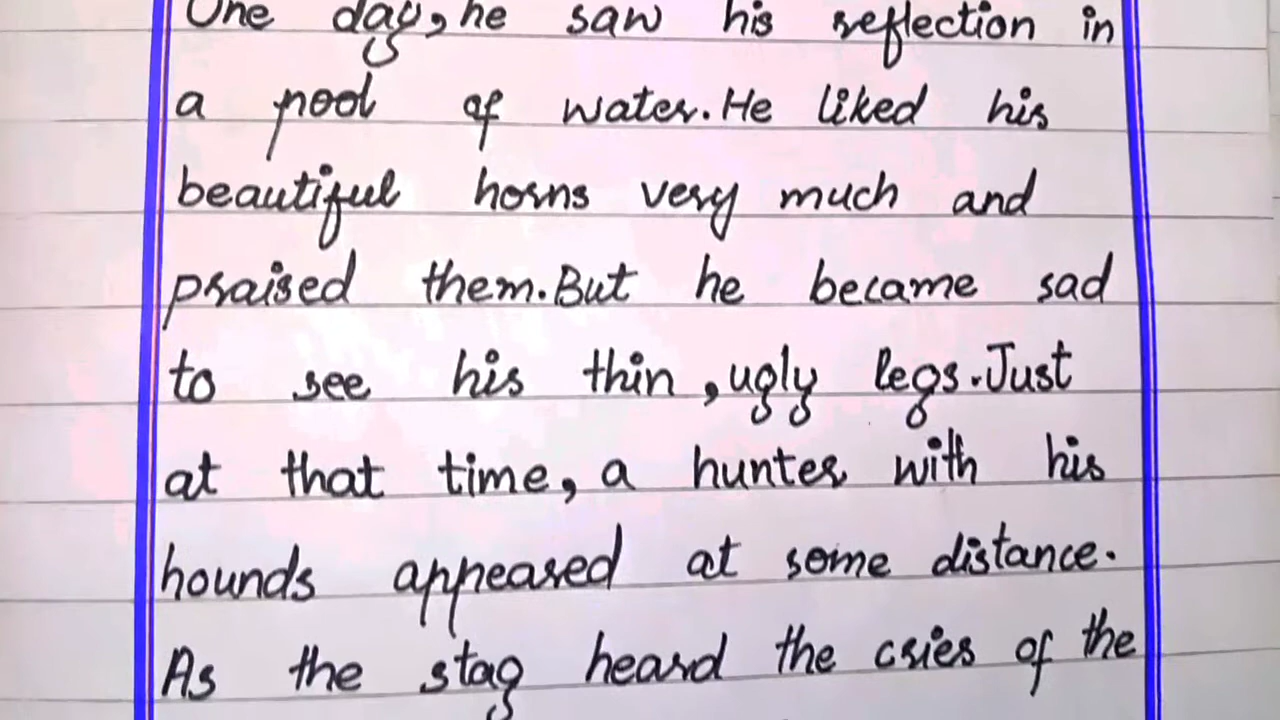 One day, he saw his reflection in
a pool of water. He liked his
beautiful horns very much and
praised them. But he became sad
to see his thin, ugly legs. Just
at that time, a hunter with his
hounds appeared at some distance.
As the stag heard the cries of the